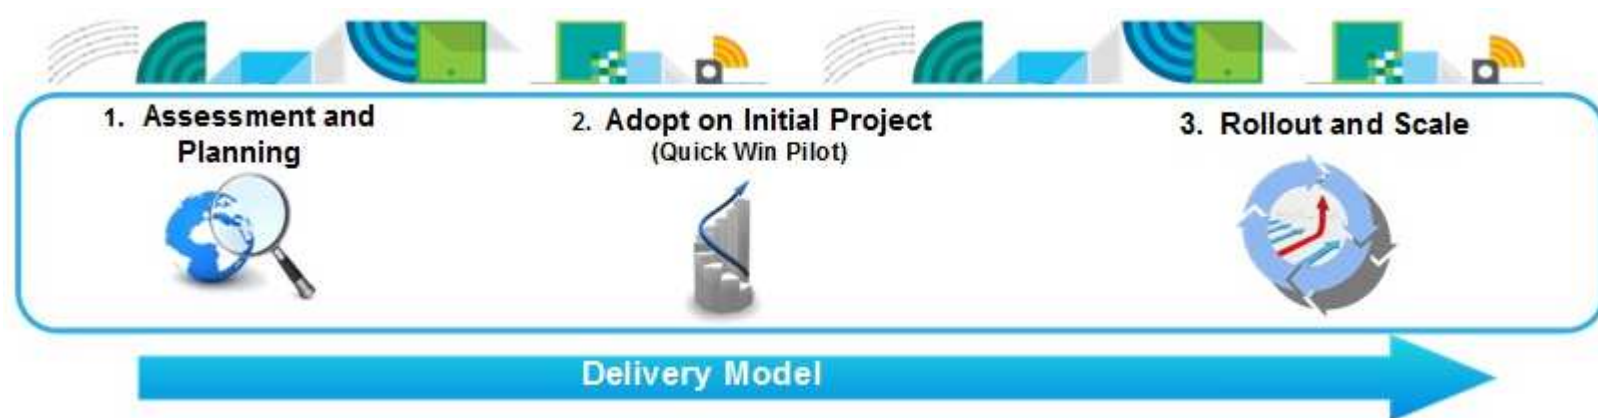 1. Assessment and
Planning
2. Adopt on Initial Project
(Quick Win Pilot)
3. Rollout and Scale
Delivery Model